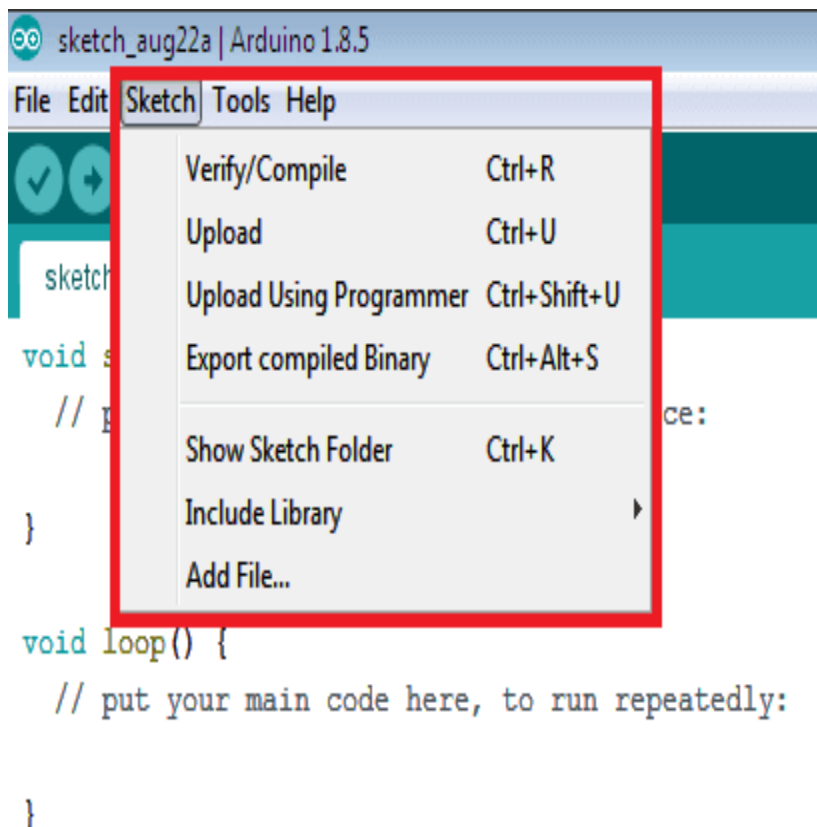 sketch_aug22a | Arduino 1.8.5
File Edit Sketch Tools Help
Verify/Compile Ctrl+R
Upload Ctrl+U
sketch
Upload Using Programmer Ctrl+Shift+U
void s
Export compiled Binary Ctrl+Alt+S
// p ce:
Show Sketch Folder Ctrl+K
Include Library
}
Add File...
void loop() {
// put your main code here, to run repeatedly:
}